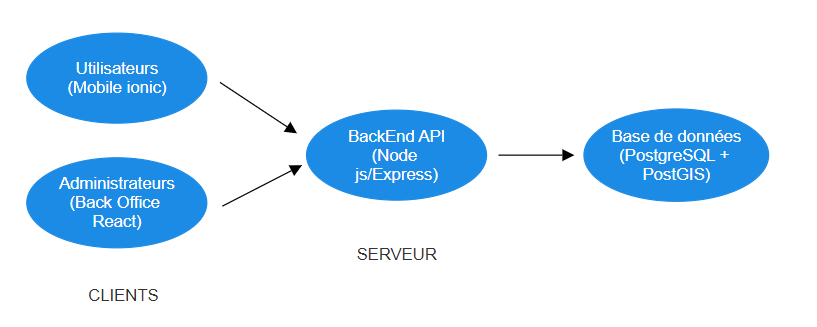 Utilisateurs
(Mobile ionic)
Administrateurs
(Back Office
React)
CLIENTS
BackEnd API
(Node
js/Express)
SERVEUR
Base de données
(PostgreSQL +
PostGIS)